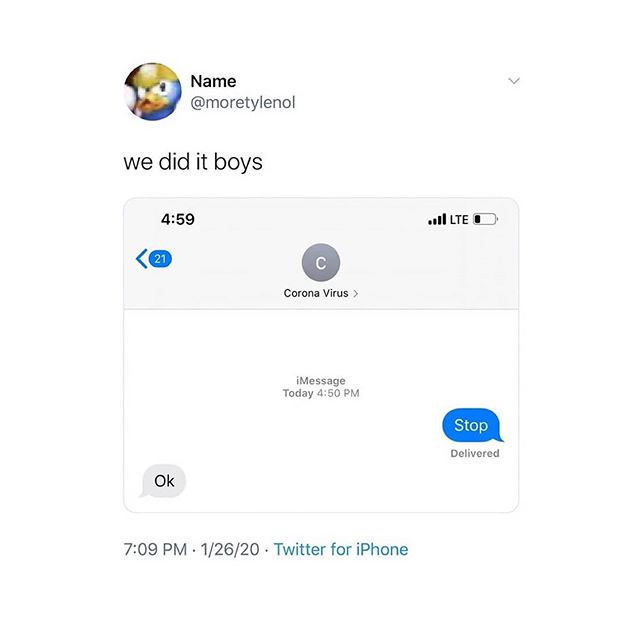 Name
@moretylenol
we did it boys
4:59
LTE
21
C
Corona Virus >
iMessage
Today 4:50 PM
Stop
Delivered
Ok
7:09 PM · 1/26/20 · Twitter for iPhone